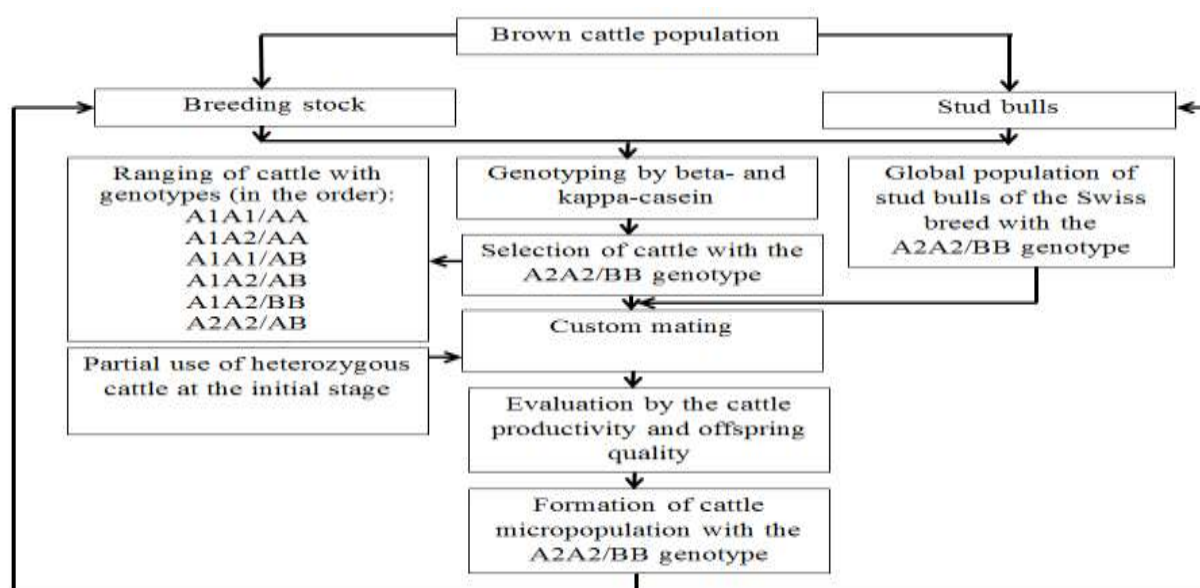 Brown cattle population
Breeding stock
Stud bulls
Ranging of cattle with
genotypes (in the order):
A1A1/AA
A1A2/AA
A1A1/AB
A1A2/AB
A1A2/BB
A2A2/AB
Genotyping by beta- and
kappa-casein
Global population of
stud bulls of the Swiss
breed with the
A2A2/BB genotype
Selection of cattle with the
A2A2/BB genotype
Custom mating
Partial use of heterozygous
cattle at the initial stage
Evaluation by the cattle
productivity and offspring
quality
Formation of cattle
micropopulation with the
A2A2/BB genotype